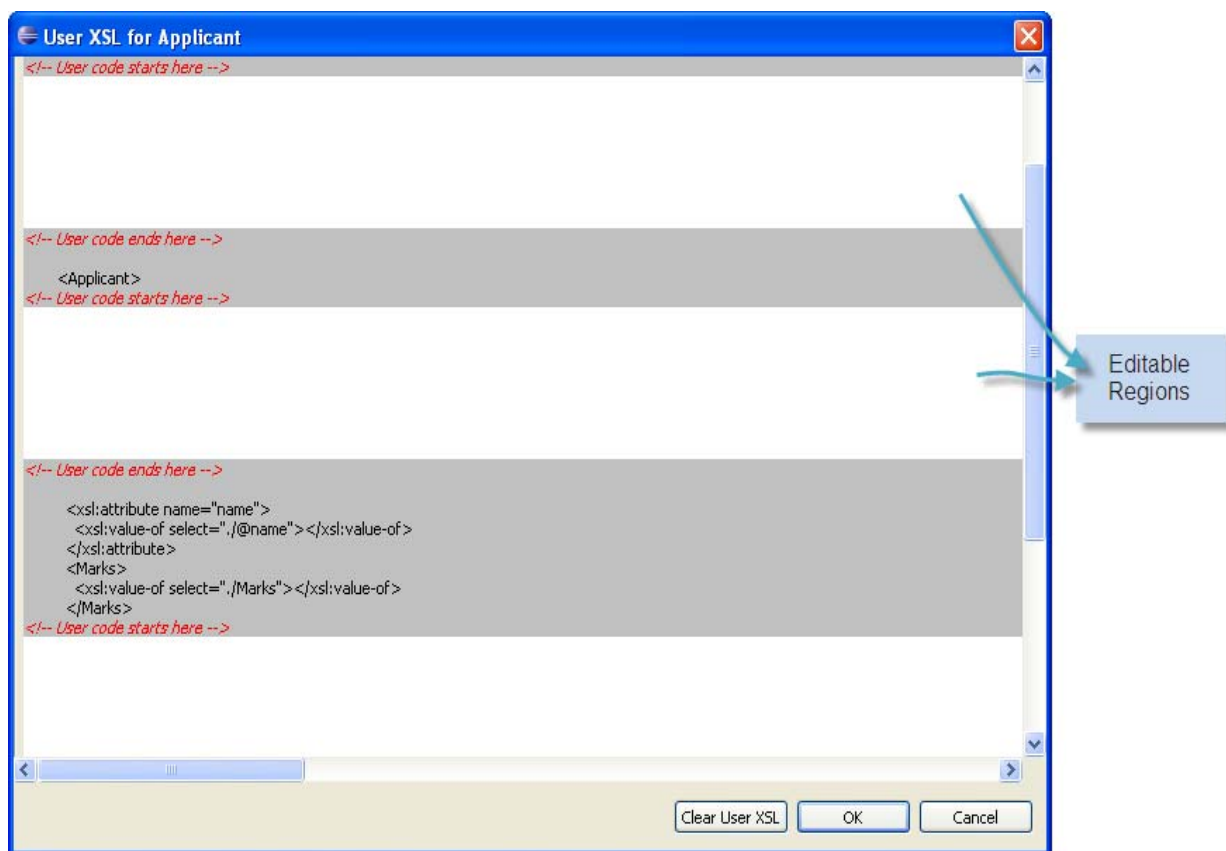 User XSL for Applicant
<!-- User code starts here -->
<!-- User code ends here -->
<Applicant>
<!-- User code starts here -->
Editable
Regions
<!-- User code ends here -->
<xsl:attribute name="name">
<xsl:value-of select="./@name"></xsl:value-of>
</xsl:attribute>
<Marks>
<xsl:value-of select="./Marks"></xsl:value-of>
</Marks>
<!-- User code starts here -->
Clear User XSL OK Cancel